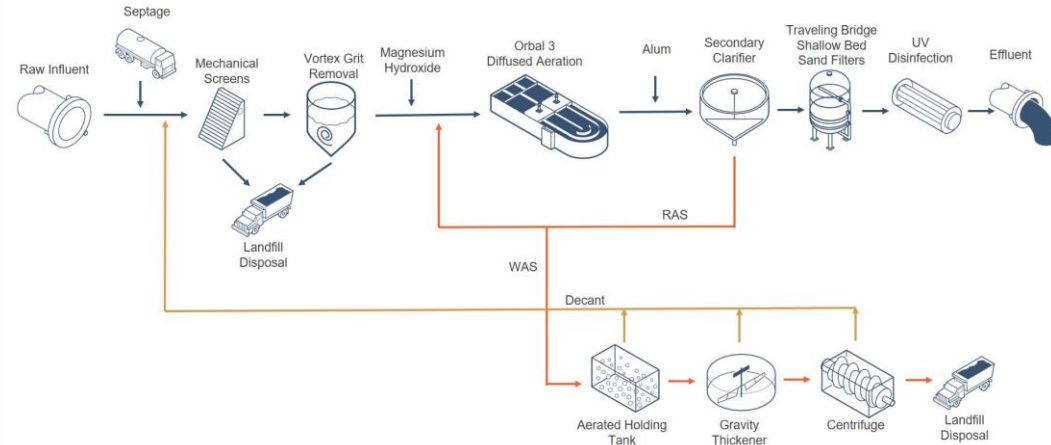 Septage
Raw Influent
Mechanical
Screens
Vortex Grit
Removal
Magnesium
Hydroxide
Orbal 3
Diffused Aeration
Alum
Secondary
Clarifier
Traveling Bridge
Shallow Bed
Sand Filters
UV
Disinfection
Effluent
Landfill
Disposal
RAS
WAS
Decant
Aerated Holding
Tank
Gravity
Thickener
Centrifuge
Landfill
Disposal